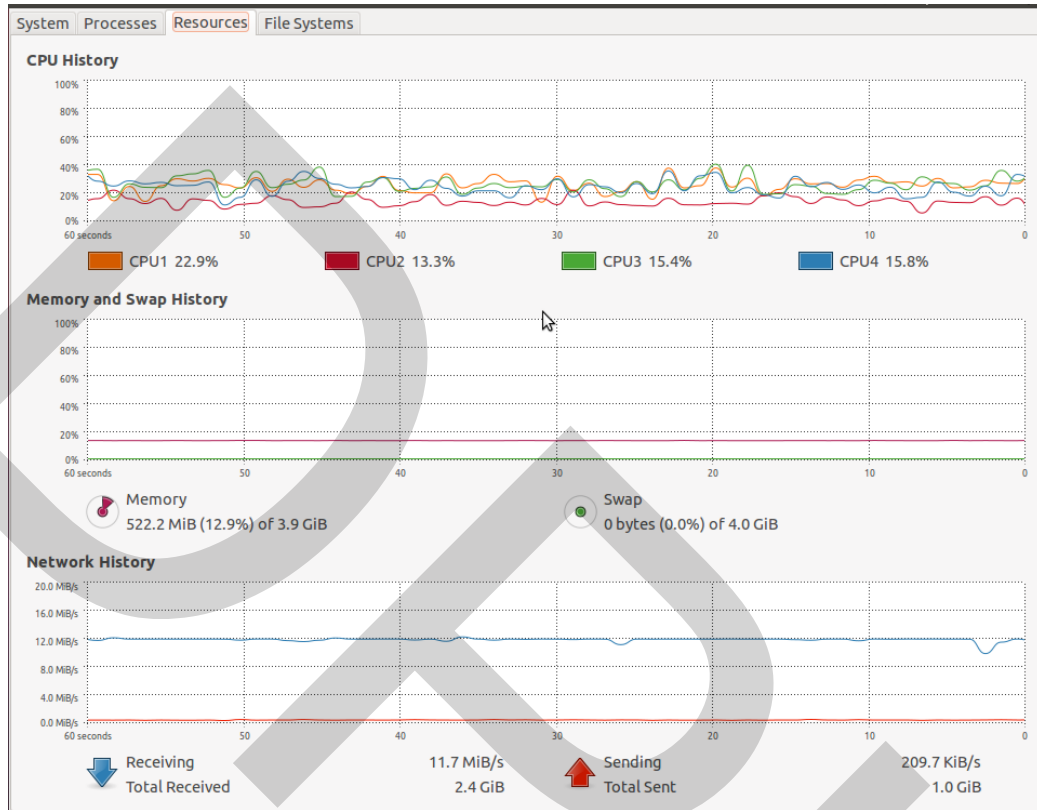 System Processes Resources File Systems
CPU History
100%
80%
60%
40%
20%
0%
60 seconds 50 40 30 20 10 0
CPU1 22.9% CPU2 13.3% CPU3 15.4% CPU4 15.8%
Memory and Swap History
100%
80%
60%
40%
20%
0%
60 seconds 50 40 30 20 10 0
Memory Swap
522.2 MiB (12.9%) of 3.9 GiB 0 bytes (0.0%) of 4.0 GiB
Network History
20.0 MiB/s
16.0 MiB/s
12.0 MiB/s
8.0 MiB/s
4.0 MiB/s
0.0 MiB/s
60 seconds 50 40 30 20 10 0
Receiving 11.7 MiB/s Sending 209.7 KiB/s
Total Received 2.4 GiB Total Sent 1.0 GiB